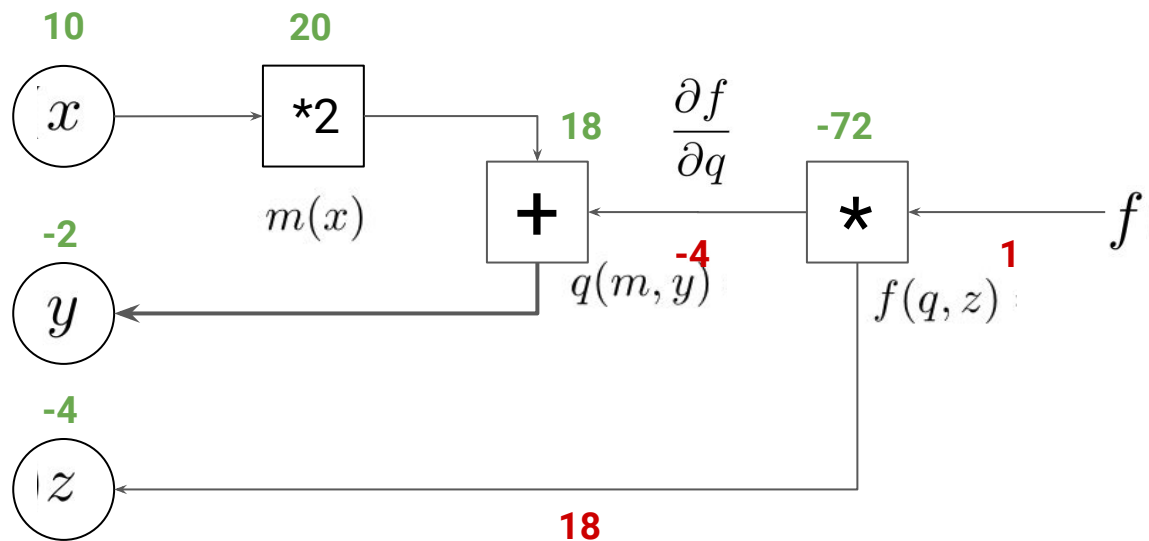 10
20
x
*2
18
∂f
∂q
-72
m(x)
+
*
f
-2
-4
1
y
q(m, y)
f(q, z)
-4
z
18